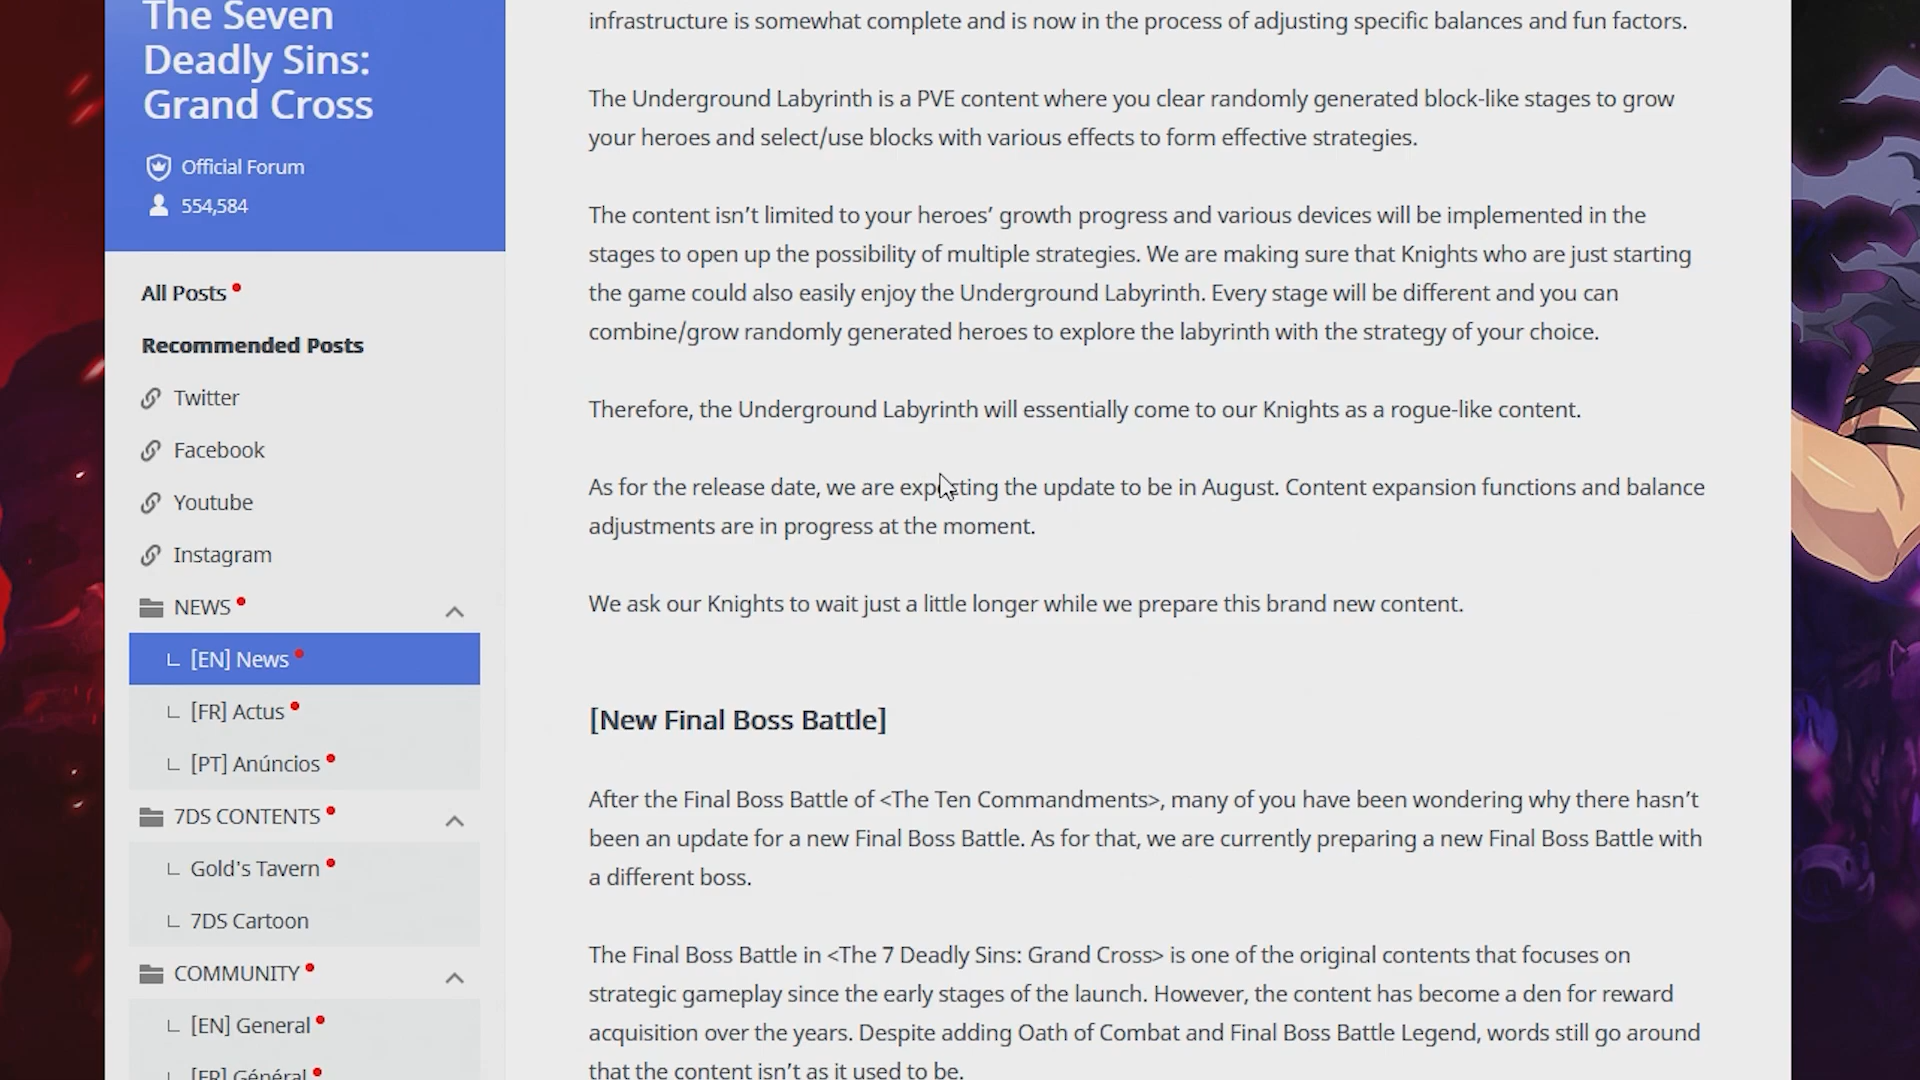 The Seven
Deadly Sins:
Grand Cross
Official Forum
554,584
All Posts
Recommended Posts
Twitter
Facebook
Youtube
Instagram
NEWS
[EN] News
[FR] Actus
[PT] Anúncios
7DS CONTENTS
Gold's Tavern
7DS Cartoon
COMMUNITY
[EN] General
[FR] Général
infrastructure is somewhat complete and is now in the process of adjusting specific balances and fun factors.
The Underground Labyrinth is a PVE content where you clear randomly generated block-like stages to grow
your heroes and select/use blocks with various effects to form effective strategies.
The content isn’t limited to your heroes’ growth progress and various devices will be implemented in the
stages to open up the possibility of multiple strategies. We are making sure that Knights who are just starting
the game could also easily enjoy the Underground Labyrinth. Every stage will be different and you can
combine/grow randomly generated heroes to explore the labyrinth with the strategy of your choice.
Therefore, the Underground Labyrinth will essentially come to our Knights as a rogue-like content.
As for the release date, we are expecting the update to be in August. Content expansion functions and balance
adjustments are in progress at the moment.
We ask our Knights to wait just a little longer while we prepare this brand new content.
[New Final Boss Battle]
After the Final Boss Battle of <The Ten Commandments>, many of you have been wondering why there hasn’t
been an update for a new Final Boss Battle. As for that, we are currently preparing a new Final Boss Battle with
a different boss.
The Final Boss Battle in <The 7 Deadly Sins: Grand Cross> is one of the original contents that focuses on
strategic gameplay since the early stages of the launch. However, the content has become a den for reward
acquisition over the years. Despite adding Oath of Combat and Final Boss Battle Legend, words still go around
that the content isn’t as it used to be.